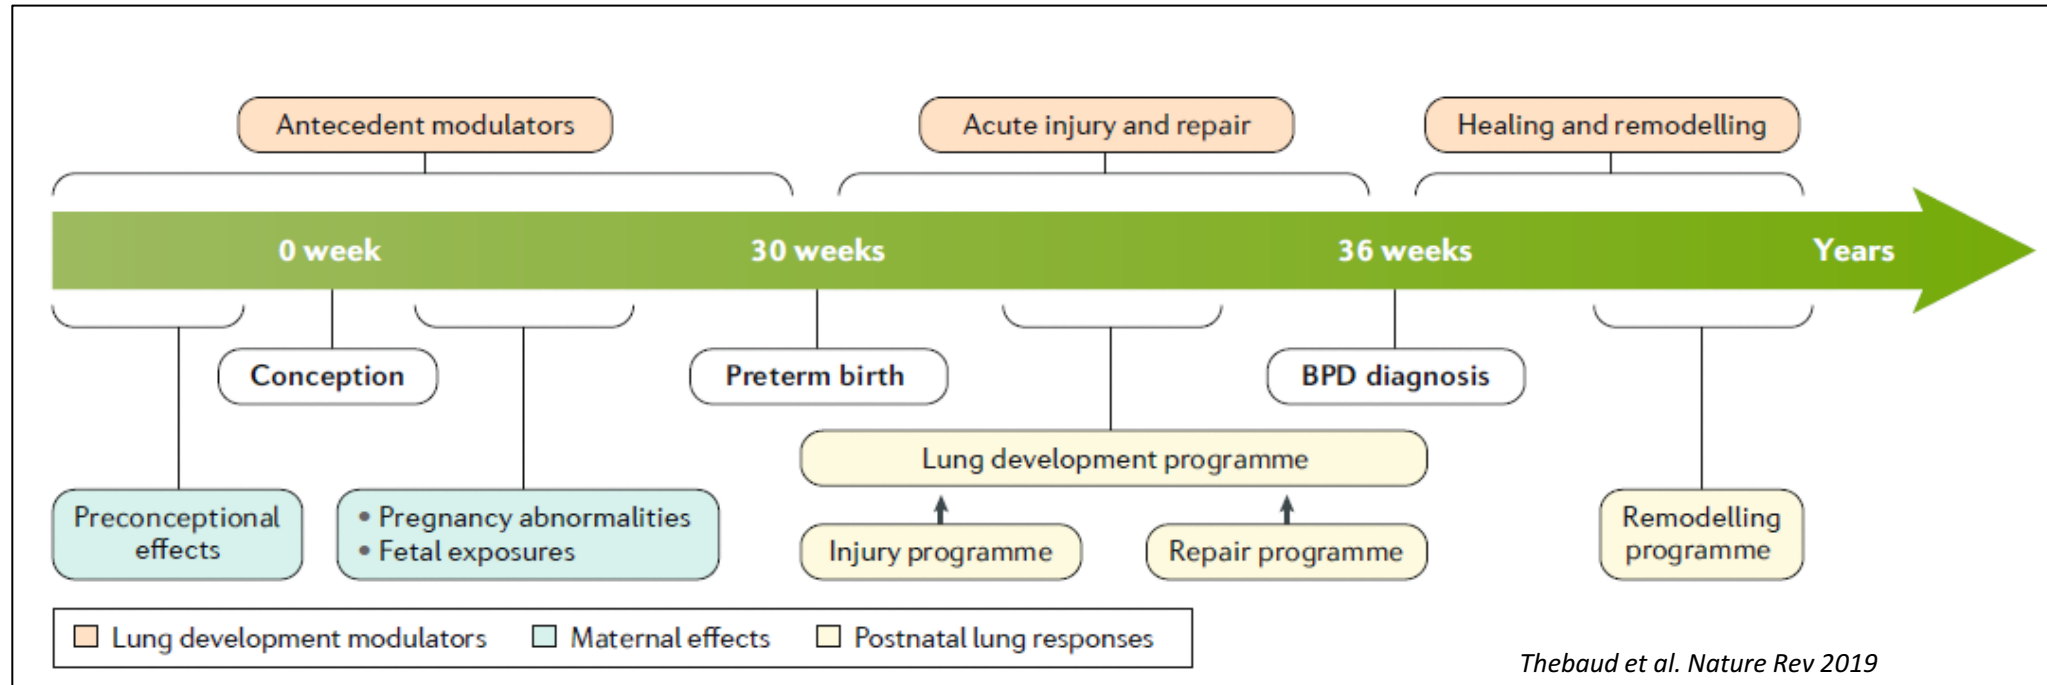 Antecedent modulators
Acute injury and repair
Healing and remodelling
0 week
30 weeks
36 weeks
Years
Conception
Preterm birth
BPD diagnosis
Lung development programme
Preconceptional
effects
• Pregnancy abnormalities
• Fetal exposures
Injury programme
Repair programme
Remodelling
programme
Lung development modulators
Maternal effects
Postnatal lung responses
Thebaud et al. Nature Rev 2019